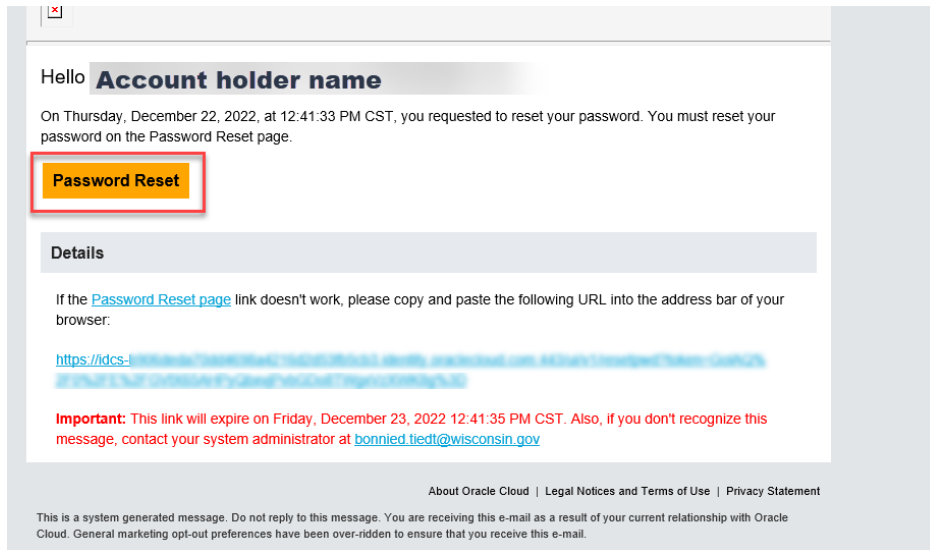 Hello Account holder name
On Thursday, December 22, 2022, at 12:41:33 PM CST, you requested to reset your password. You must reset your
password on the Password Reset page.
Password Reset
Details
If the Password Reset page link doesn't work, please copy and paste the following URL into the address bar of your
browser:
https://idcs-
Important: This link will expire on Friday, December 23, 2022 12:41:35 PM CST. Also, if you don't recognize this
message, contact your system administrator at bonnied.tiedt@wisconsin.gov
About Oracle Cloud | Legal Notices and Terms of Use | Privacy Statement
This is a system generated message. Do not reply to this message. You are receiving this e-mail as a result of your current relationship with Oracle
Cloud. General marketing opt-out preferences have been over-ridden to ensure that you receive this e-mail.